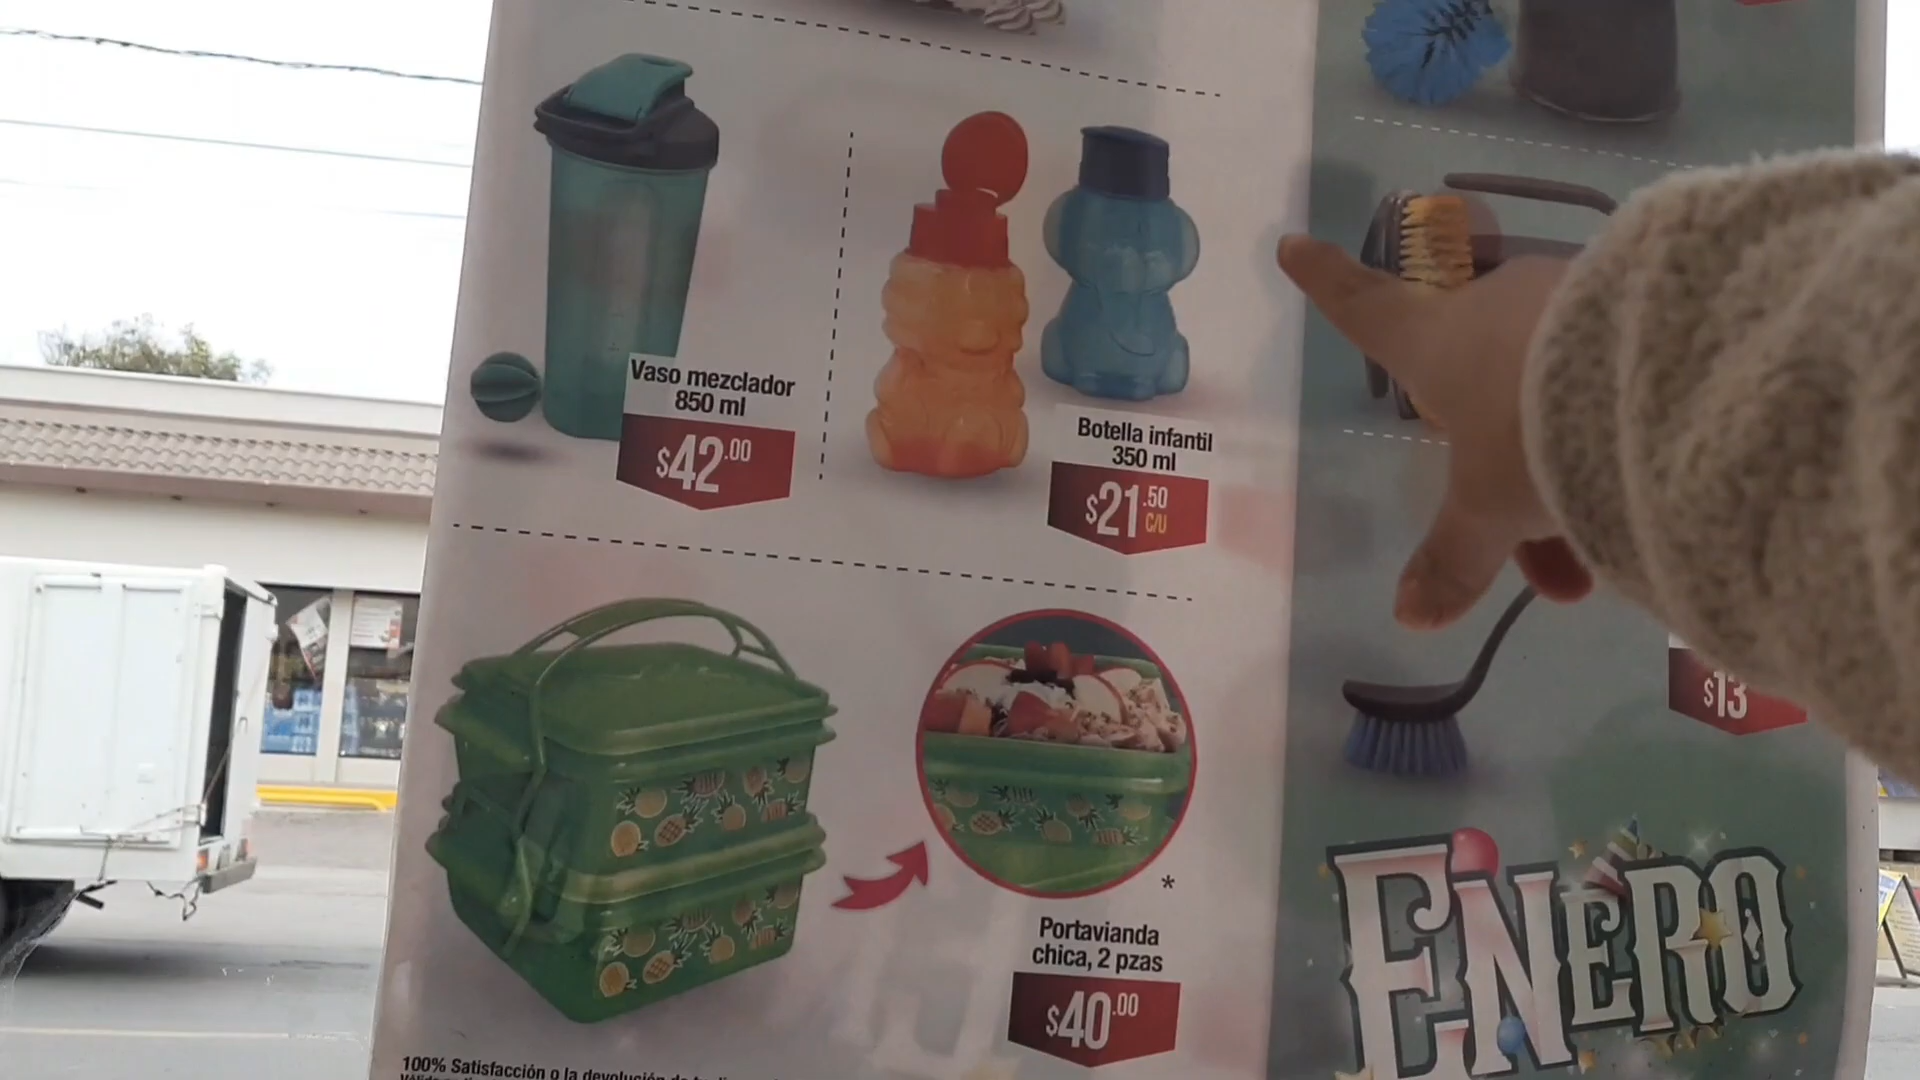 Vaso mezclador
850 ml
$42.00
Botella infantil
350 ml
$21.50
C/U
*
Portavianda
chica, 2 pzas
$40.00
100% Satisfacción o la devolución de
$13
ENERO